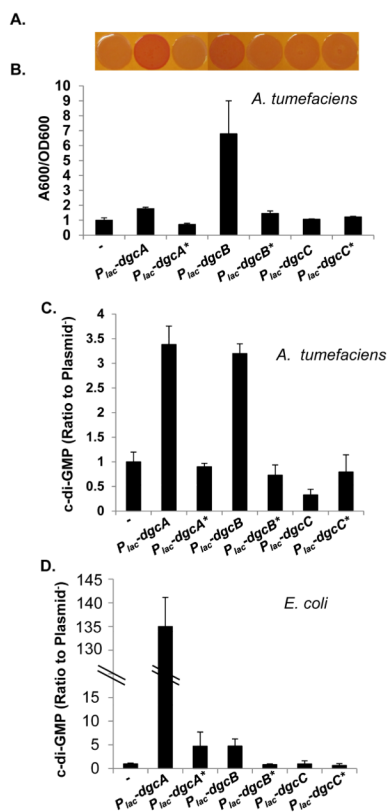 A.
B.
A. tumefaciens
A600/OD600
10
9
8
7
6
5
4
3
2
1
0
- Plac-dgcA Plac-dgcA* Plac-dgcB Plac-dgcB* Plac-dgcC Plac-dgcC*
C.
A. tumefaciens
c-di-GMP (Ratio to Plasmid-)
4
3.5
3
2.5
2
1.5
1
0.5
0
- Plac-dgcA Plac-dgcA* Plac-dgcB Plac-dgcB* Plac-dgcC Plac-dgcC*
D.
E. coli
c-di-GMP (Ratio to Plasmid-)
145
140
135
130
15
10
5
0
- Plac-dgcA Plac-dgcA* Plac-dgcB Plac-dgcB* Plac-dgcC Plac-dgcC*